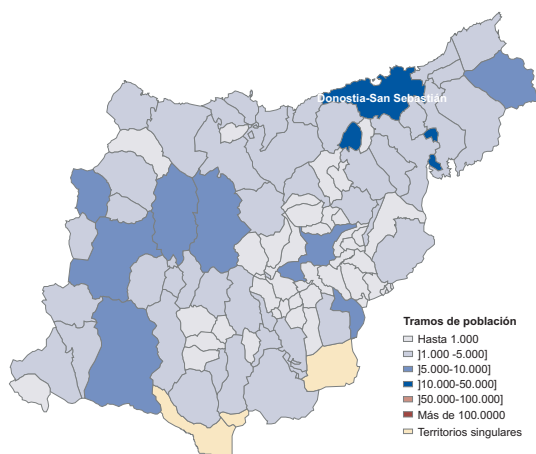 Donostia-San Sebastián
Tramos de población
Hasta 1.000
]1.000 -5.000]
]5.000-10.000]
]10.000-50.000]
]50.000-100.000]
Más de 100.0000
Territorios singulares